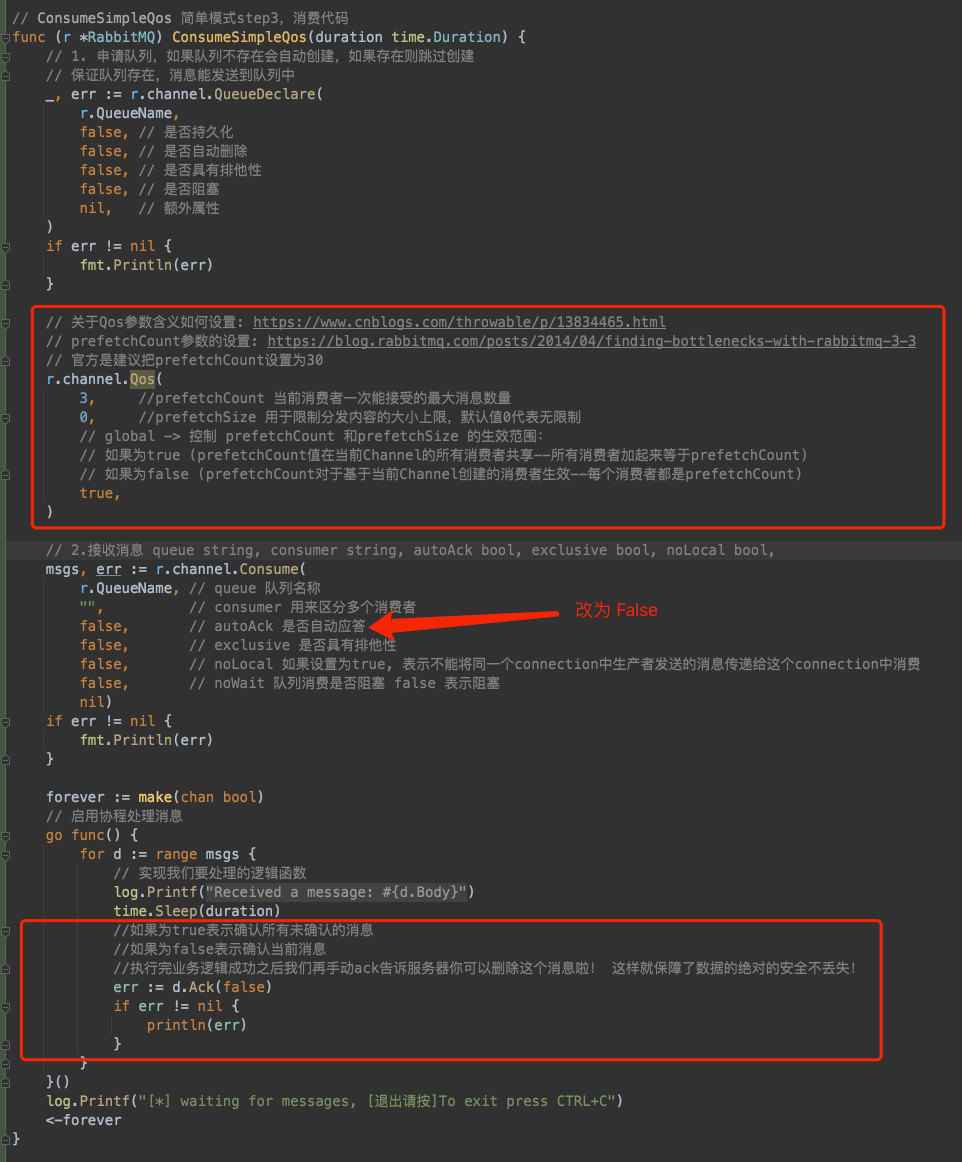 // ConsumeSimpleQos 简单模式step3，消费代码
func (r *RabbitMQ) ConsumeSimpleQos(duration time.Duration) {
// 1. 申请队列，如果队列不存在会自动创建，如果存在则跳过创建
// 保证队列存在，消息能发送到队列中
_, err := r.channel.QueueDeclare(
r.QueueName,
false, // 是否持久化
false, // 是否自动删除
false, // 是否具有排他性
false, // 是否阻塞
nil,   // 额外属性
)
if err != nil {
fmt.Println(err)
}
// 关于Qos参数含义如何设置: https://www.cnblogs.com/throwable/p/13834465.html
// prefetchCount参数的设置: https://blog.rabbitmq.com/posts/2014/04/finding-bottlenecks-with-rabbitmq-3-3
// 官方是建议把prefetchCount设置为30
r.channel.Qos(
3,     //prefetchCount 当前消费者一次能接受的最大消息数量
0,     //prefetchSize 用于限制分发内容的大小上限，默认值0代表无限制
// global -> 控制 prefetchCount 和prefetchSize 的生效范围：
// 如果为true (prefetchCount值在当前Channel的所有消费者共享--所有消费者加起来等于prefetchCount)
// 如果为false (prefetchCount对于基于当前Channel创建的消费者生效--每个消费者都是prefetchCount)
true,
)
// 2.接收消息 queue string, consumer string, autoAck bool, exclusive bool, noLocal bool,
msgs, err := r.channel.Consume(
r.QueueName, // queue 队列名称
"",          // consumer 用来区分多个消费者
false,       // autoAck 是否自动应答 改为 False
false,       // exclusive 是否具有排他性
false,       // noLocal 如果设置为true, 表示不能将同一个connection中生产者发送的消息传递给这个connection中消费
false,       // noWait 队列消费是否阻塞 false 表示阻塞
nil)
if err != nil {
fmt.Println(err)
}
forever := make(chan bool)
// 启用协程处理消息
go func() {
for d := range msgs {
// 实现我们要处理的逻辑函数
log.Printf("Received a message: #{d.Body}")
time.Sleep(duration)
//如果为true表示确认所有未确认的消息
//如果为false表示确认当前消息
//执行完业务逻辑成功之后我们再手动ack告诉服务器你可以删除这个消息啦！ 这样就保障了数据的绝对的安全不丢失！
err := d.Ack(false)
if err != nil {
println(err)
}
}
}()
log.Printf("[*] waiting for messages, [退出请按]To exit press CTRL+C")
<-forever
}